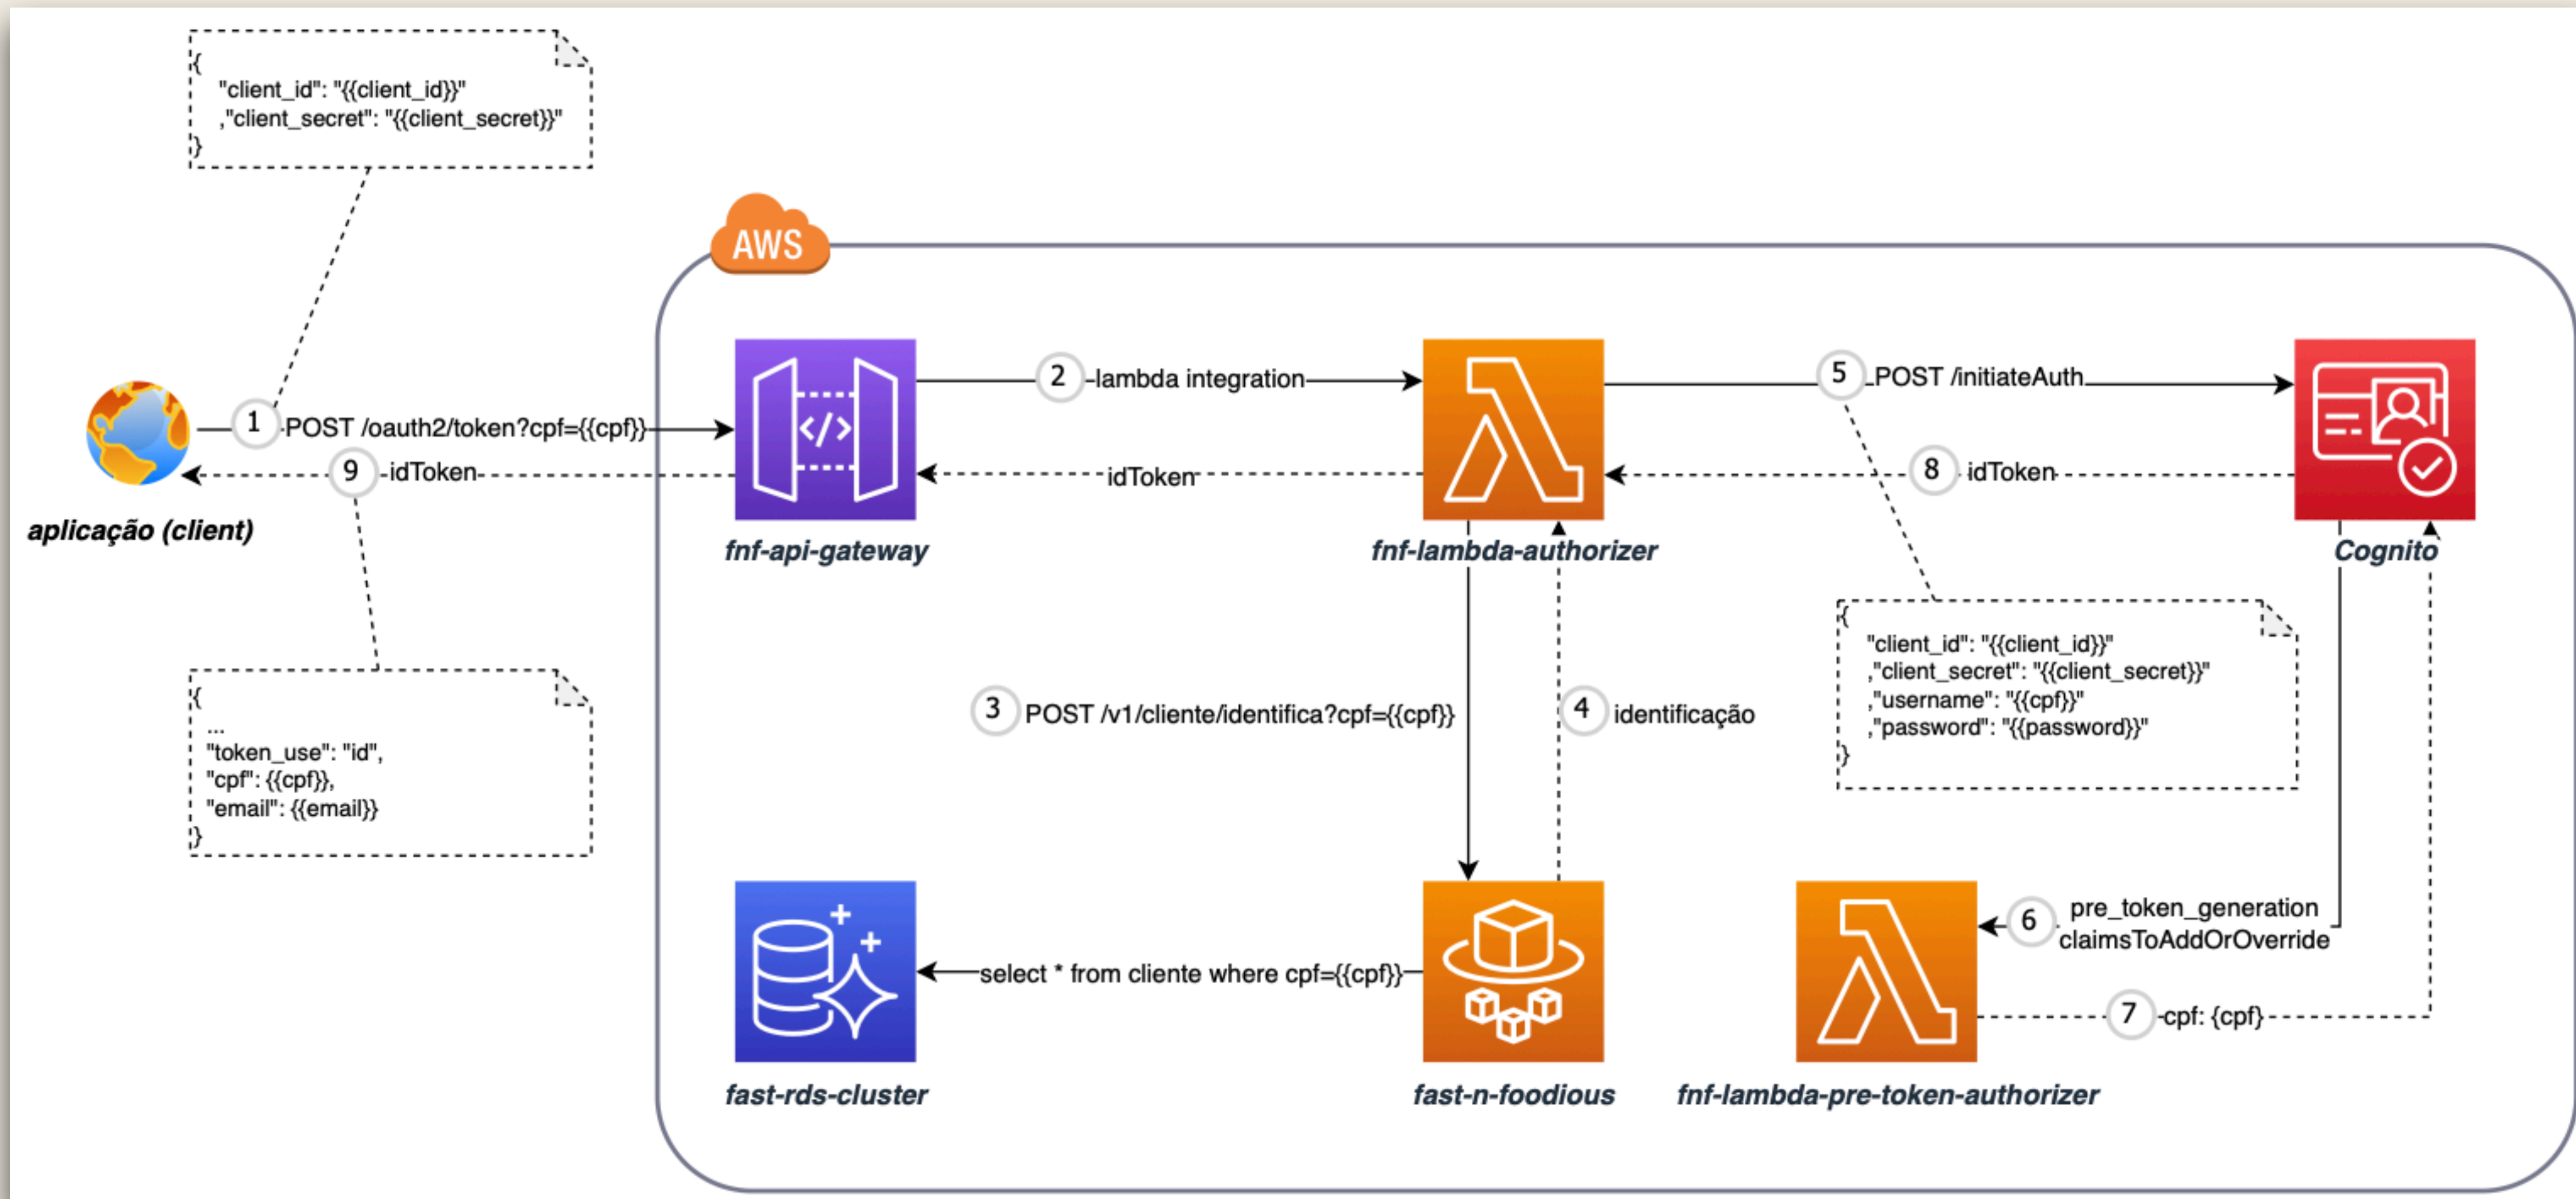 {
"client_id": "{{client_id}}"
,"client_secret": "{{client_secret}}"
}
AWS
1 POST /oauth2/token?cpf={{cpf}}
9 idToken
aplicação (client)
2 lambda integration
idToken
5 POST /initiateAuth
8 idToken
fnf-api-gateway
fnf-lambda-authorizer
Cognito
{
...
"token_use": "id",
"cpf": {{cpf}},
"email": {{email}}
}
3 POST /v1/cliente/identifica?cpf={{cpf}}
4 identificação
{
"client_id": "{{client_id}}"
,"client_secret": "{{client_secret}}"
,"username": "{{cpf}}"
,"password": "{{password}}"
}
select * from cliente where cpf={{cpf}}
6 pre_token_generation
claimsToAddOrOverride
7 cpf: {cpf}
fast-rds-cluster
fast-n-foodious
fnf-lambda-pre-token-authorizer